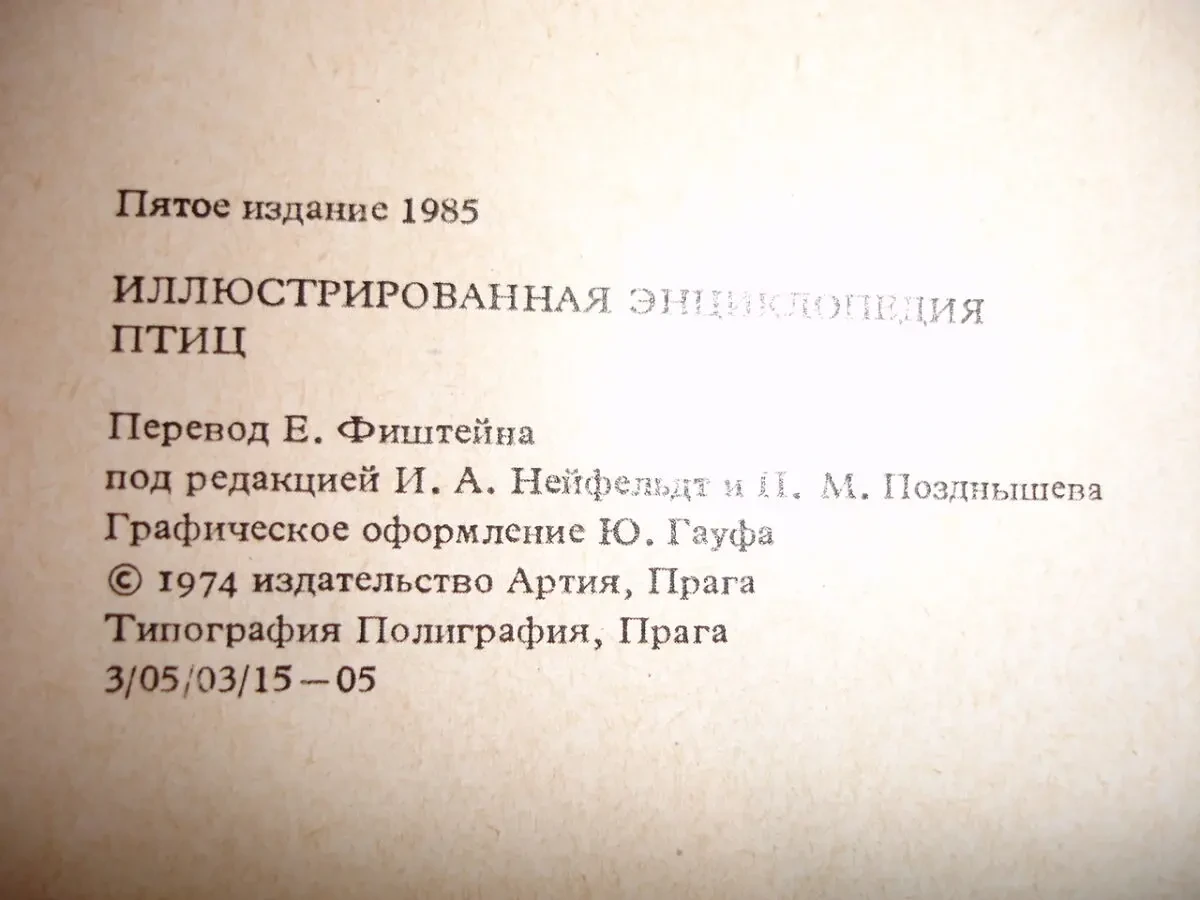 Пятое издание 1985
ИЛЛЮСТРИРОВАННАЯ ЭНЦИКЛОПЕДИЯ
ПТИЦ
Перевод Е. Фиштейна
под редакцией И. А. Нейфельдт и М. Позднышева
Графическое оформление Ю. Гауфа
© 1974 издательство Артия, Прага
Типография Полиграфия, Прага
3/05/03/15—05